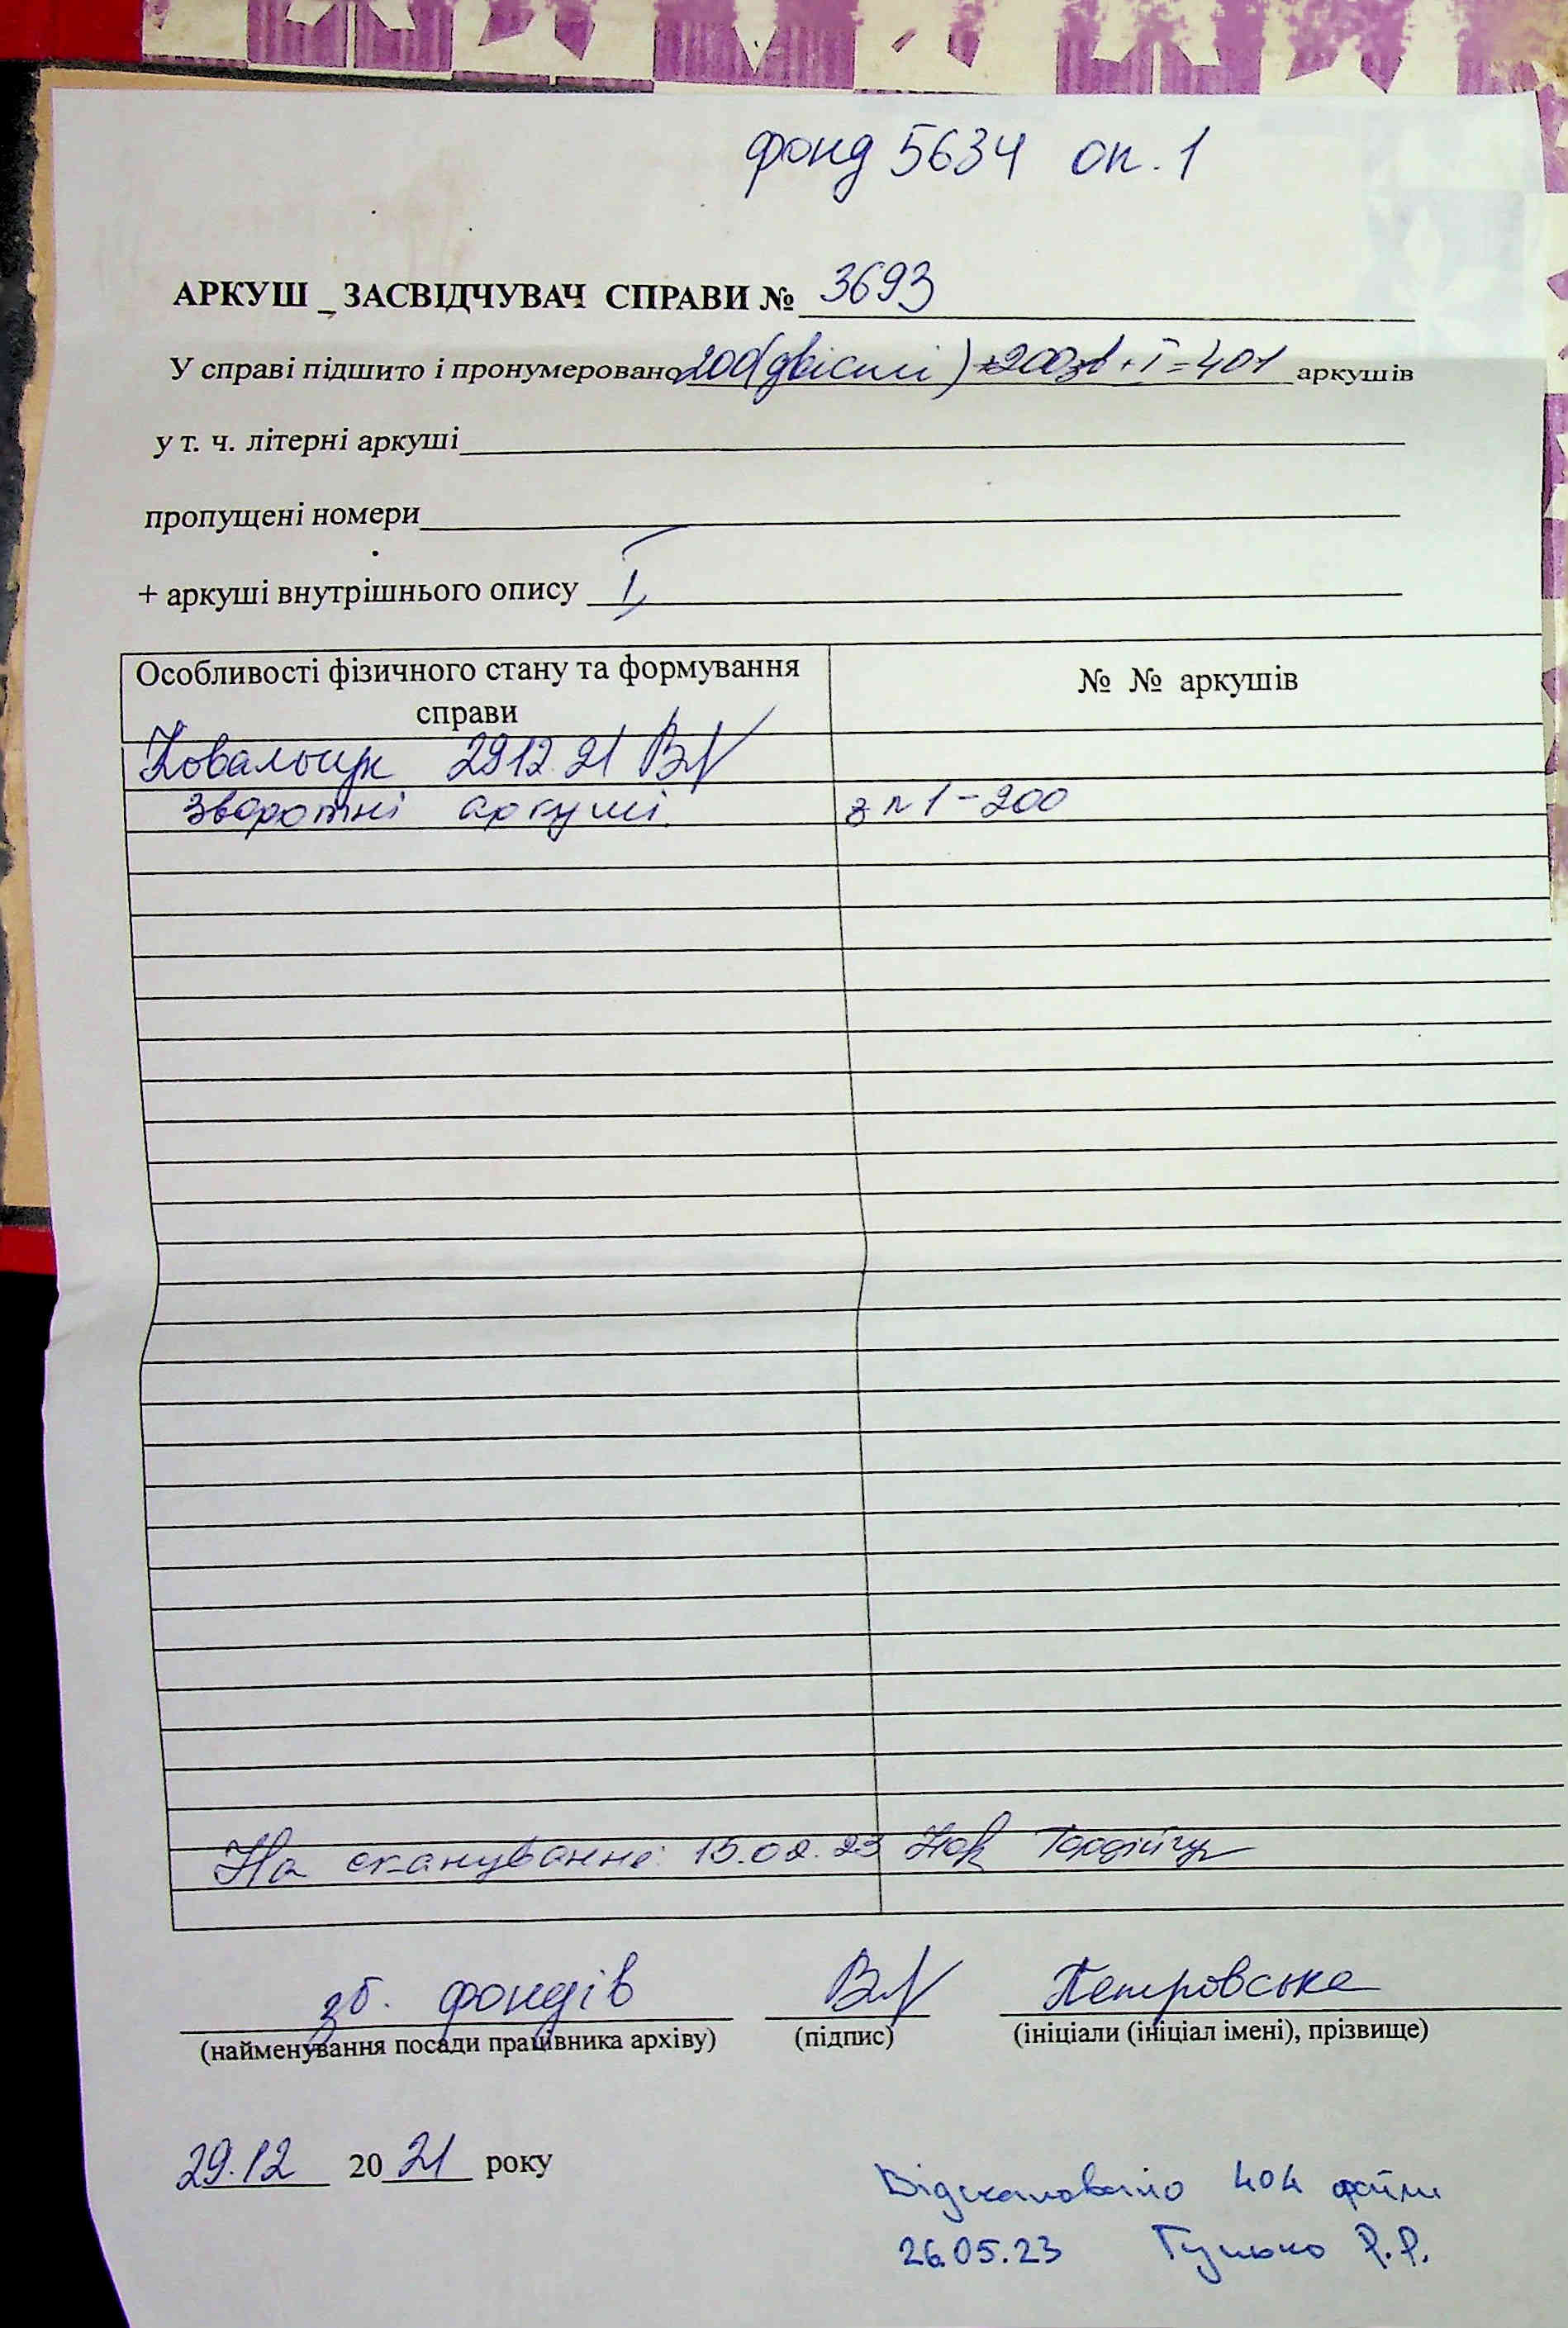 фонд 5634 оп. 1
АРКУШ _ ЗАСВІДЧУВАЧ СПРАВИ № 3693
У справі підшито і пронумеровано 200 (двісті) + 200зв + I = 401 аркушів
у т. ч. літерні аркуші
пропущені номери
+ аркуші внутрішнього опису I
Особливості фізичного стану та формування справи
№ № аркушів
Ковальчук 29.12.21
зворотні аркуші
з п 1 - 200
На сканування 15.02.23
зб. фондів Петровська
(найменування посади працівника архіву) (підпис) (ініціали (ініціал імені), прізвище)
29.12 2021 року
Відскановано 404 файли
26.05.23 Р.Р.